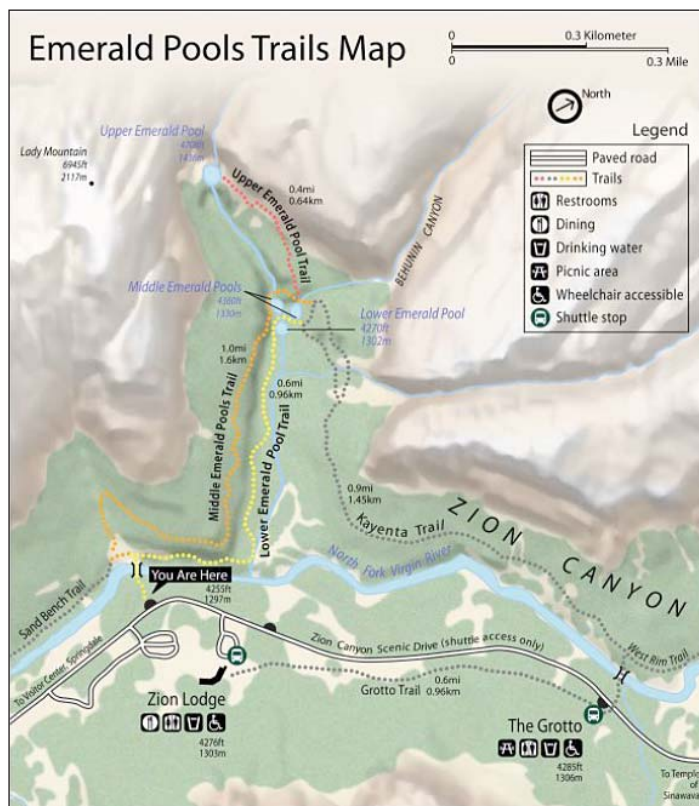 Emerald Pools Trails Map
0 0.3 Kilometer
0 0.3 Mile
North
Legend
Paved road
Trails
Restrooms
Dining
Drinking water
Picnic area
Wheelchair accessible
Shuttle stop
Upper Emerald Pool
Lady Mountain
6945ft
2117m
Upper Emerald Pool Trail
0.4mi
0.64km
BEHUNIN CANYON
Middle Emerald Pools
1330m
Lower Emerald Pool
4270ft
1302m
1.0mi
1.6km
0.6mi
0.96km
Middle Emerald Pools Trail
Lower Emerald Pool Trail
0.9mi
1.45km
Kayenta Trail
ZION CANYON
North Fork Virgin River
You Are Here
4255ft
1297m
Sand Bench Trail
West Rim Trail
To Visitor Center, Springdale
Zion Canyon Scenic Drive (shuttle access only)
Grotto Trail
0.6mi
0.96km
Zion Lodge
4276ft
1303m
The Grotto
4285ft
1306m
To Temple
of
Sinawava